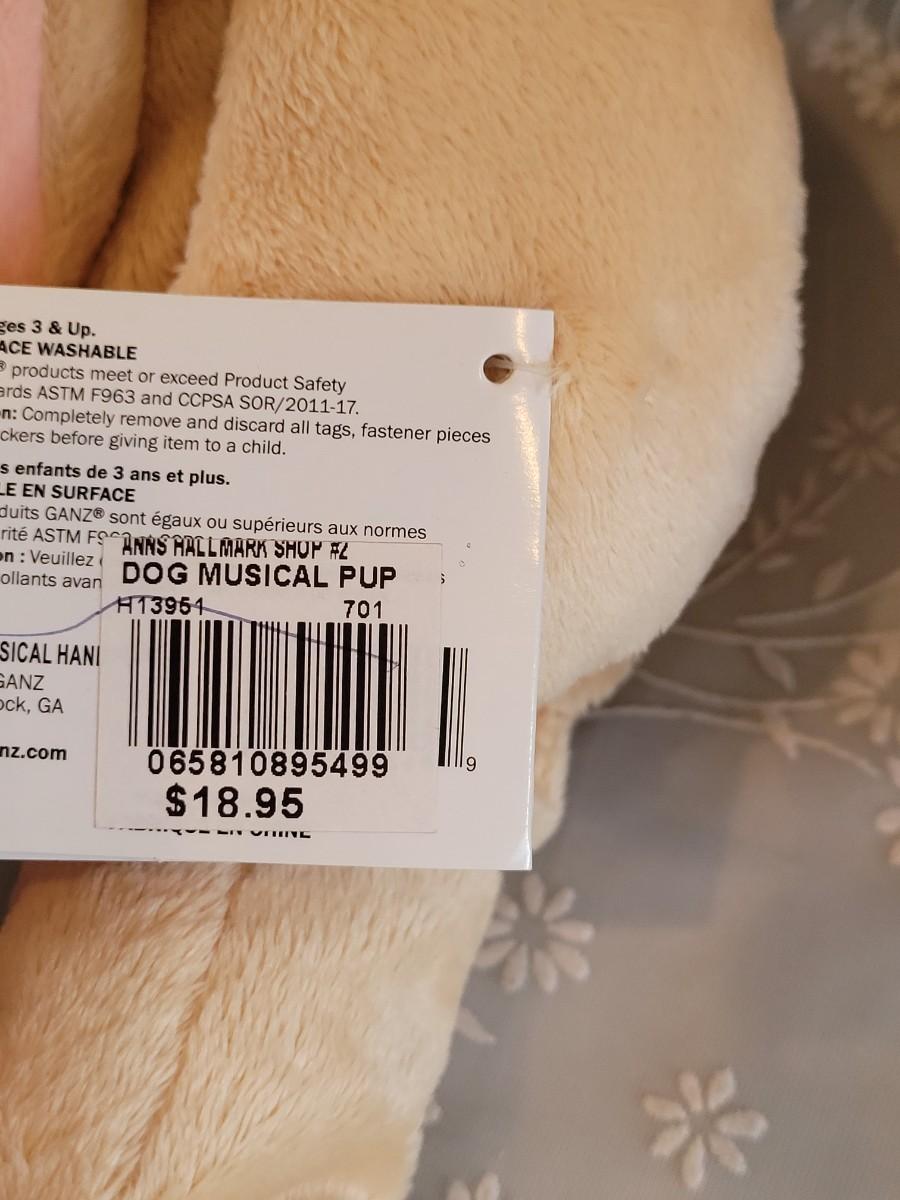 ges 3 & Up.
ACE WASHABLE
® products meet or exceed Product Safety
ards ASTM F963 and CCPSA SOR/2011-17.
on: Completely remove and discard all tags, fastener pieces
ckers before giving item to a child.
s enfants de 3 ans et plus.
LE EN SURFACE
duits GANZ® sont égaux ou supérieurs aux normes
rité ASTM
on : Veuillez
ollants avan
ANNS HALLMARK SHOP #2
DOG MUSICAL PUP
H13951 701
SICAL HAN
GANZ
ock, GA
nz.com
065810895499
9
$18.95
FABRIQUÉ EN CHINE